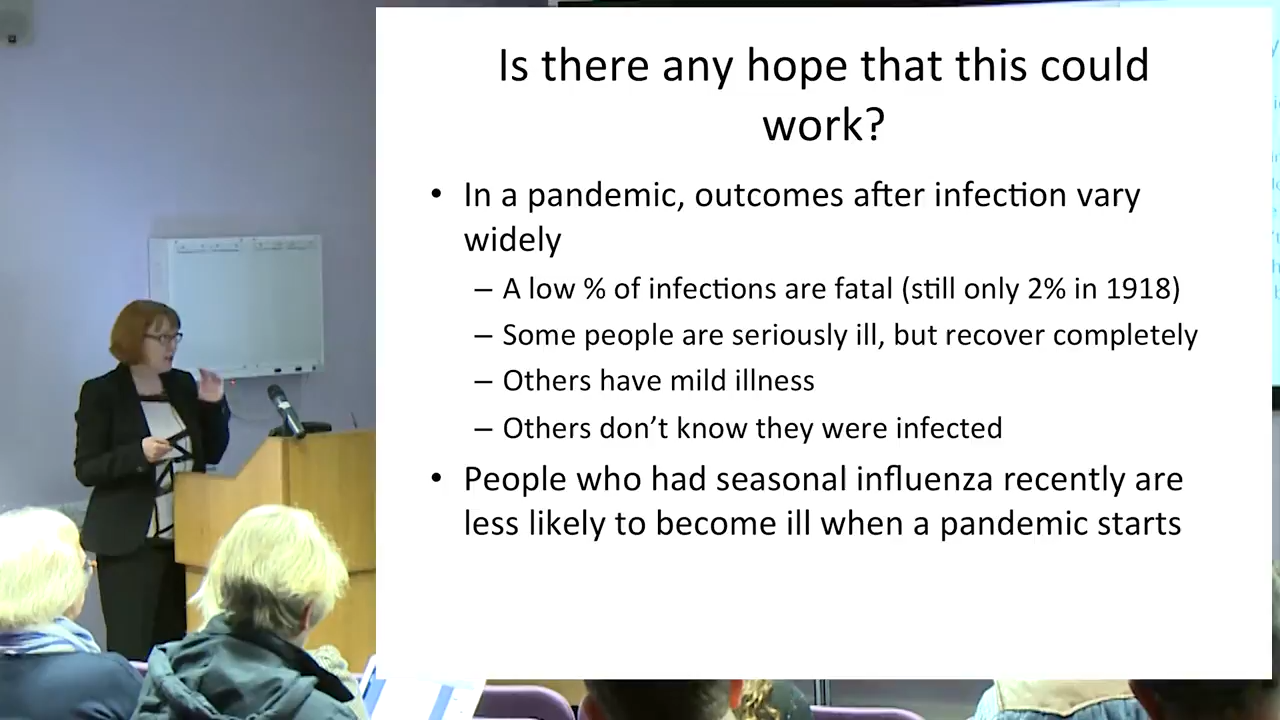 Is there any hope that this could
work?
• In a pandemic, outcomes after infection vary
widely
– A low % of infections are fatal (still only 2% in 1918)
– Some people are seriously ill, but recover completely
– Others have mild illness
– Others don’t know they were infected
• People who had seasonal influenza recently are
less likely to become ill when a pandemic starts